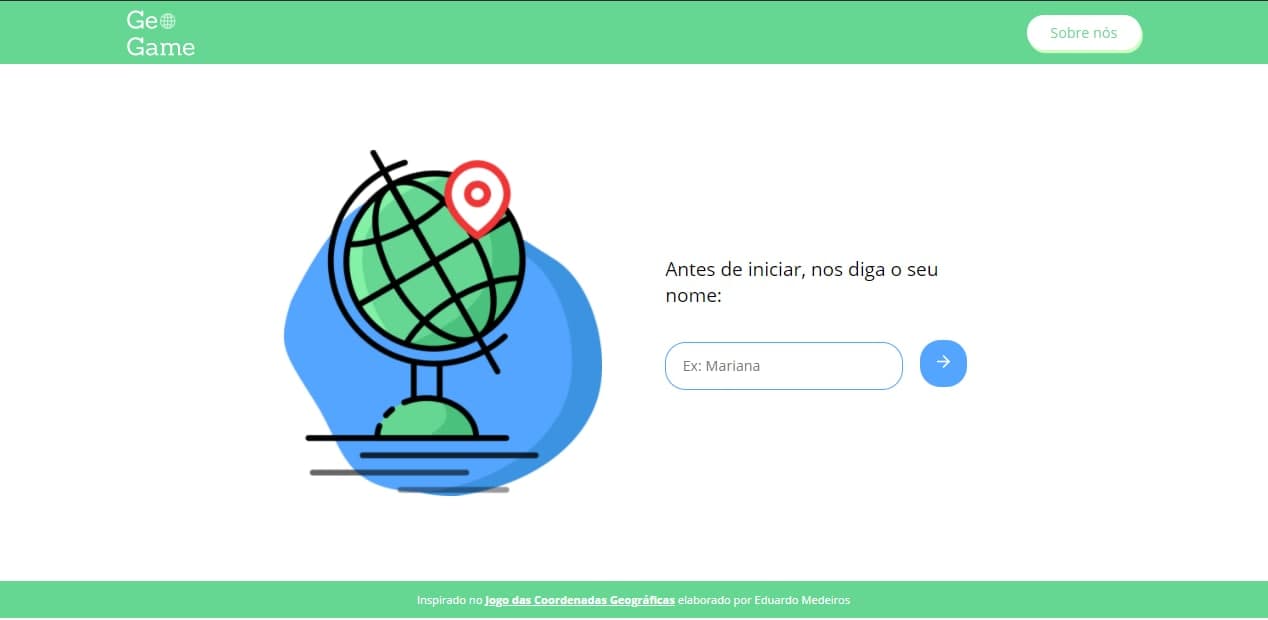 Geo
Game
Sobre nós
Antes de iniciar, nos diga o seu
nome:
Ex: Mariana
Inspirado no Jogo das Coordenadas Geográficas elaborado por Eduardo Medeiros